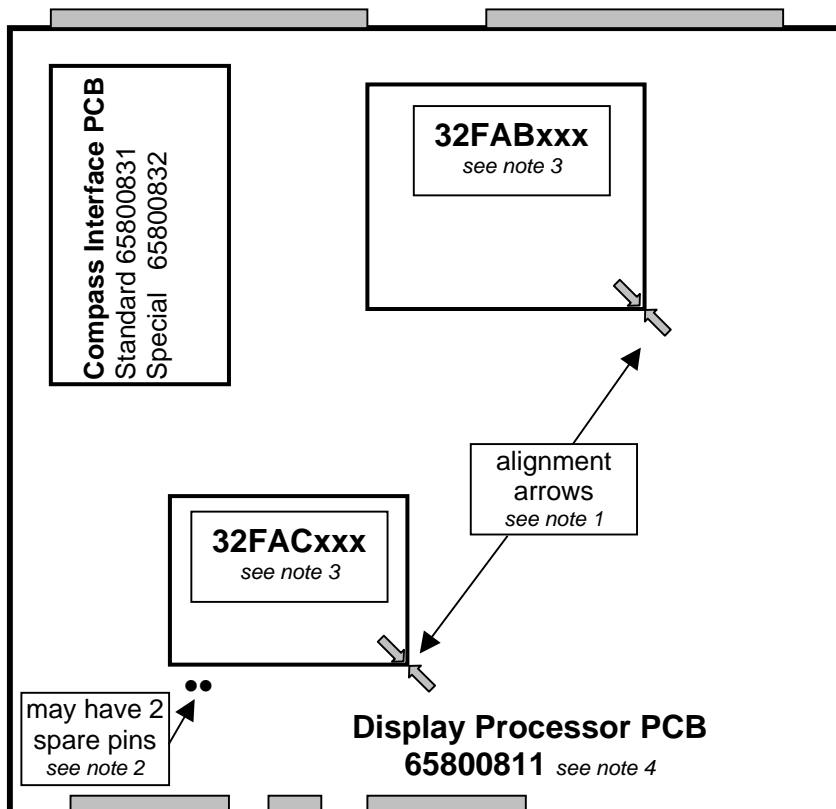 Compass Interface PCB
Standard 65800831
Special 65800832
32FABxxx
see note 3
alignment
arrows
see note 1
32FACxxx
see note 3
may have 2
spare pins
see note 2
Display Processor PCB
65800811 see note 4